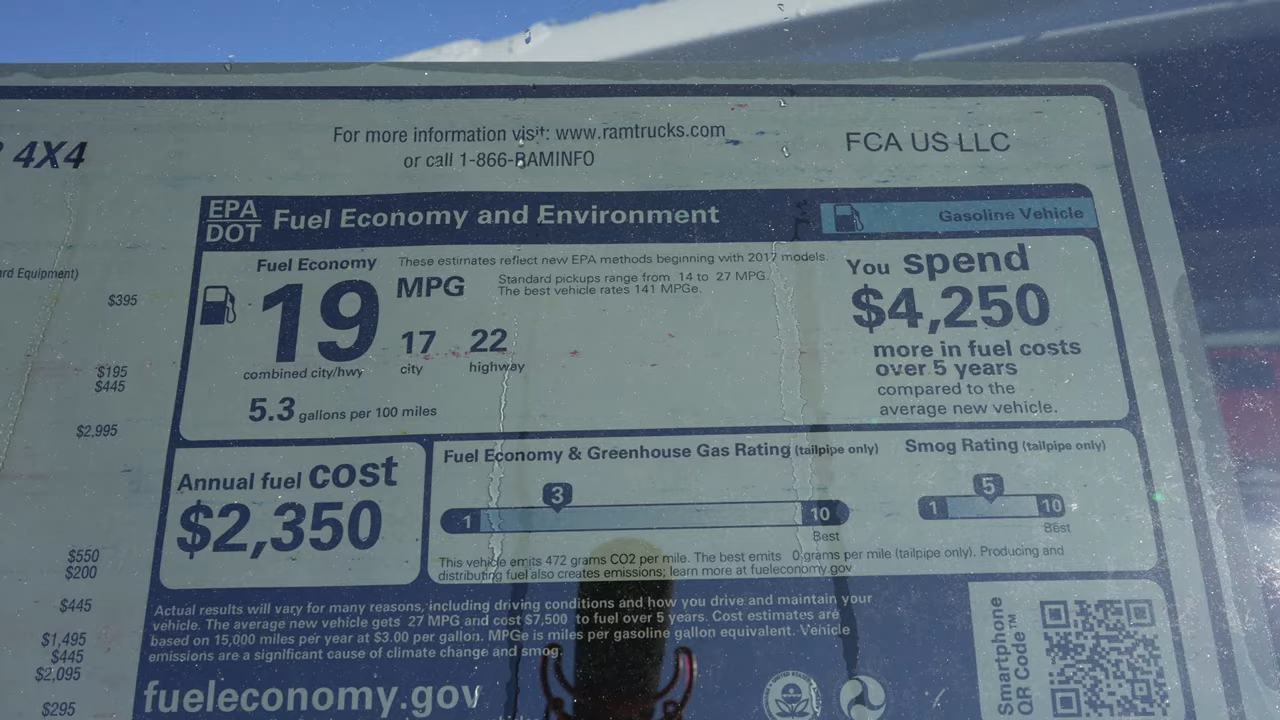 For more information visit: www.ramtrucks.com
or call 1-866-RAMINFO
FCA US LLC
4X4
EPA
DOT
Fuel Economy and Environment
Gasoline Vehicle
Fuel Economy
These estimates reflect new EPA methods beginning with 2017 models.
19
MPG
Standard pickups range from 14 to 27 MPG.
The best vehicle rates 141 MPGe.
17
22
combined city/hwy
city
highway
5.3 gallons per 100 miles
You spend
$4,250
more in fuel costs
over 5 years
compared to the
average new vehicle.
Equipment)
$395
$195
$445
$2,995
$550
$200
$445
$1,495
$445
$2,095
$295
Annual fuel cost
$2,350
Fuel Economy & Greenhouse Gas Rating (tailpipe only)
3
1
10
Best
Smog Rating (tailpipe only)
5
1
10
Best
This vehicle emits 472 grams CO2 per mile. The best emits 0 grams per mile (tailpipe only). Producing and
distributing fuel also creates emissions; learn more at fueleconomy.gov
Actual results will vary for many reasons, including driving conditions and how you drive and maintain your
vehicle. The average new vehicle gets 27 MPG and cost $7,500 to fuel over 5 years. Cost estimates are
based on 15,000 miles per year at $3.00 per gallon. MPGe is miles per gasoline gallon equivalent. Vehicle
emissions are a significant cause of climate change and smog.
fueleconomy.gov
Smartphone
QR Code™